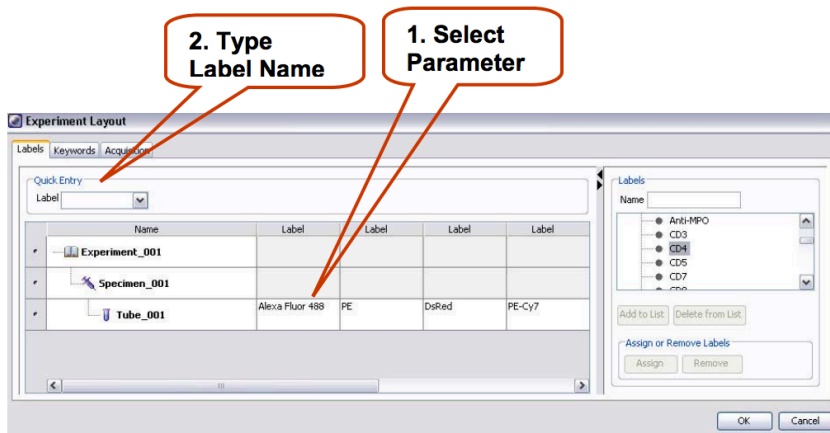 2. Type
Label Name
1. Select
Parameter
Experiment Layout
Labels Keywords Acquisition
Quick Entry
Label
Name Label Label Label Label
Experiment_001
Specimen_001
Tube_001 Alexa Fluor 488 PE DsRed PE-Cy7
Labels
Name
Anti-MPO
CD3
CD4
CD5
CD7
Add to List Delete from List
Assign or Remove Labels
Assign Remove
OK Cancel